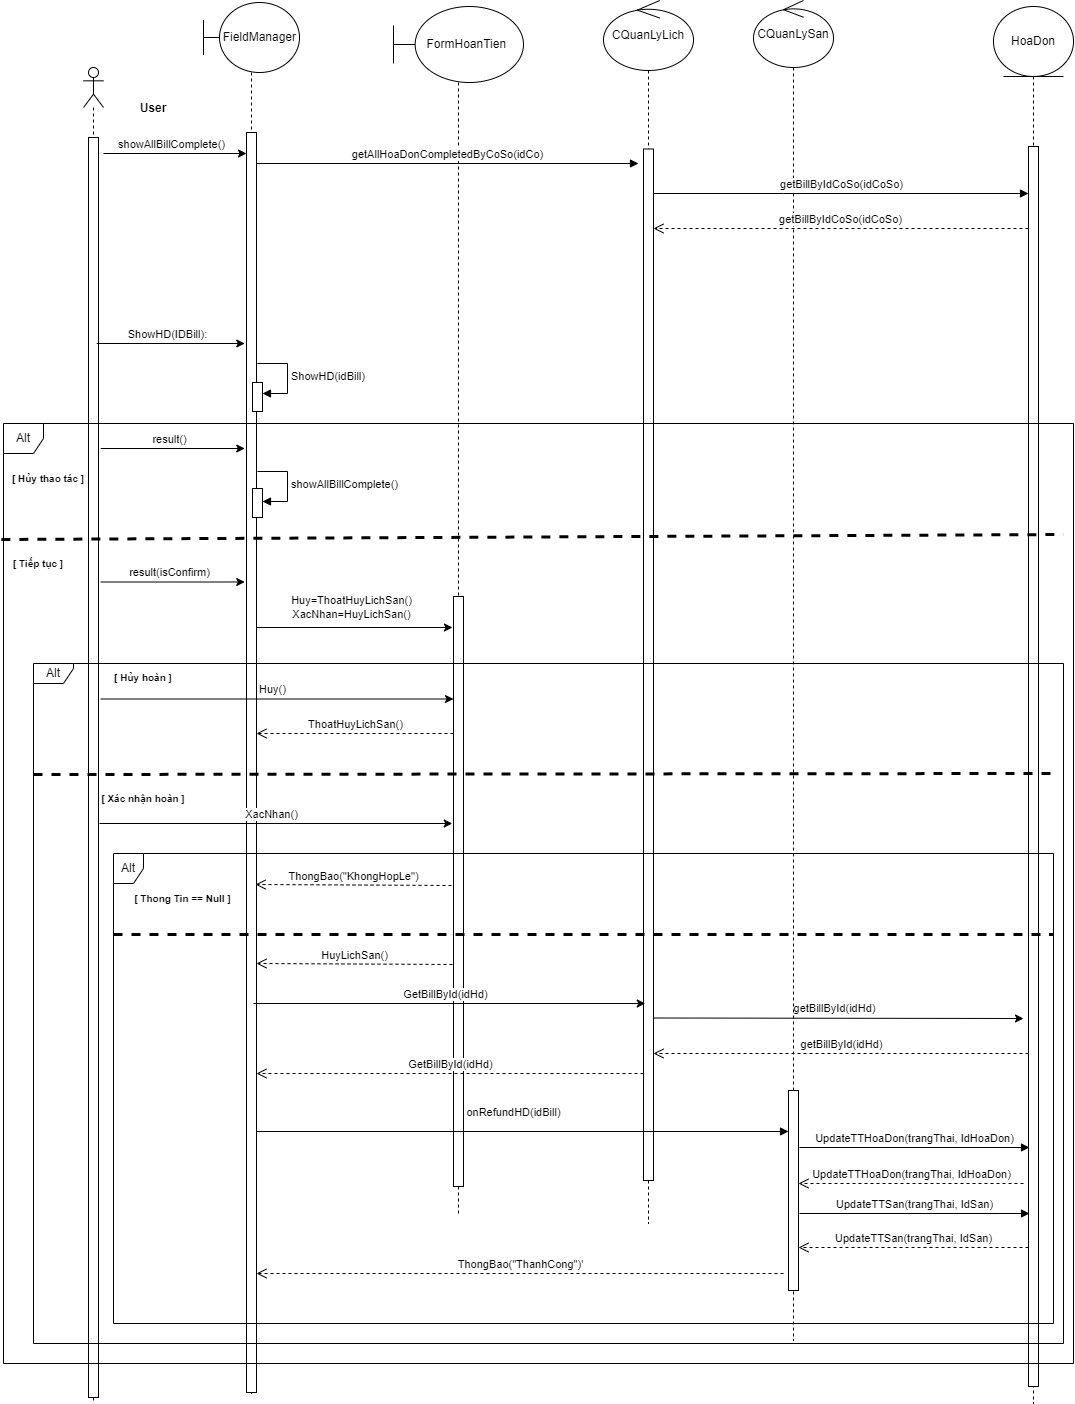 FieldManager
FormHoanTien
CQuanLyLich
CQuanLySan
HoaDon
User
showAllBillComplete()
getAllHoaDonCompletedByCoSo(idCo)
getBillByIdCoSo(idCoSo)
getBillByIdCoSo(idCoSo)
ShowHD(IDBill):
ShowHD(idBill)
Alt
result()
[ Hủy thao tác ]
showAllBillComplete()
[ Tiếp tục ]
result(isConfirm)
Huy=ThoatHuyLichSan()
XacNhan=HuyLichSan()
Alt
[ Hủy hoàn ]
Huy()
ThoatHuyLichSan()
[ Xác nhận hoàn ]
XacNhan()
Alt
ThongBao("KhongHopLe")
[ Thong Tin == Null ]
HuyLichSan()
GetBillById(idHd)
getBillById(idHd)
getBillById(idHd)
GetBillById(idHd)
onRefundHD(idBill)
UpdateTTHoaDon(trangThai, IdHoaDon)
UpdateTTHoaDon(trangThai, IdHoaDon)
UpdateTTSan(trangThai, IdSan)
UpdateTTSan(trangThai, IdSan)
ThongBao("ThanhCong")'